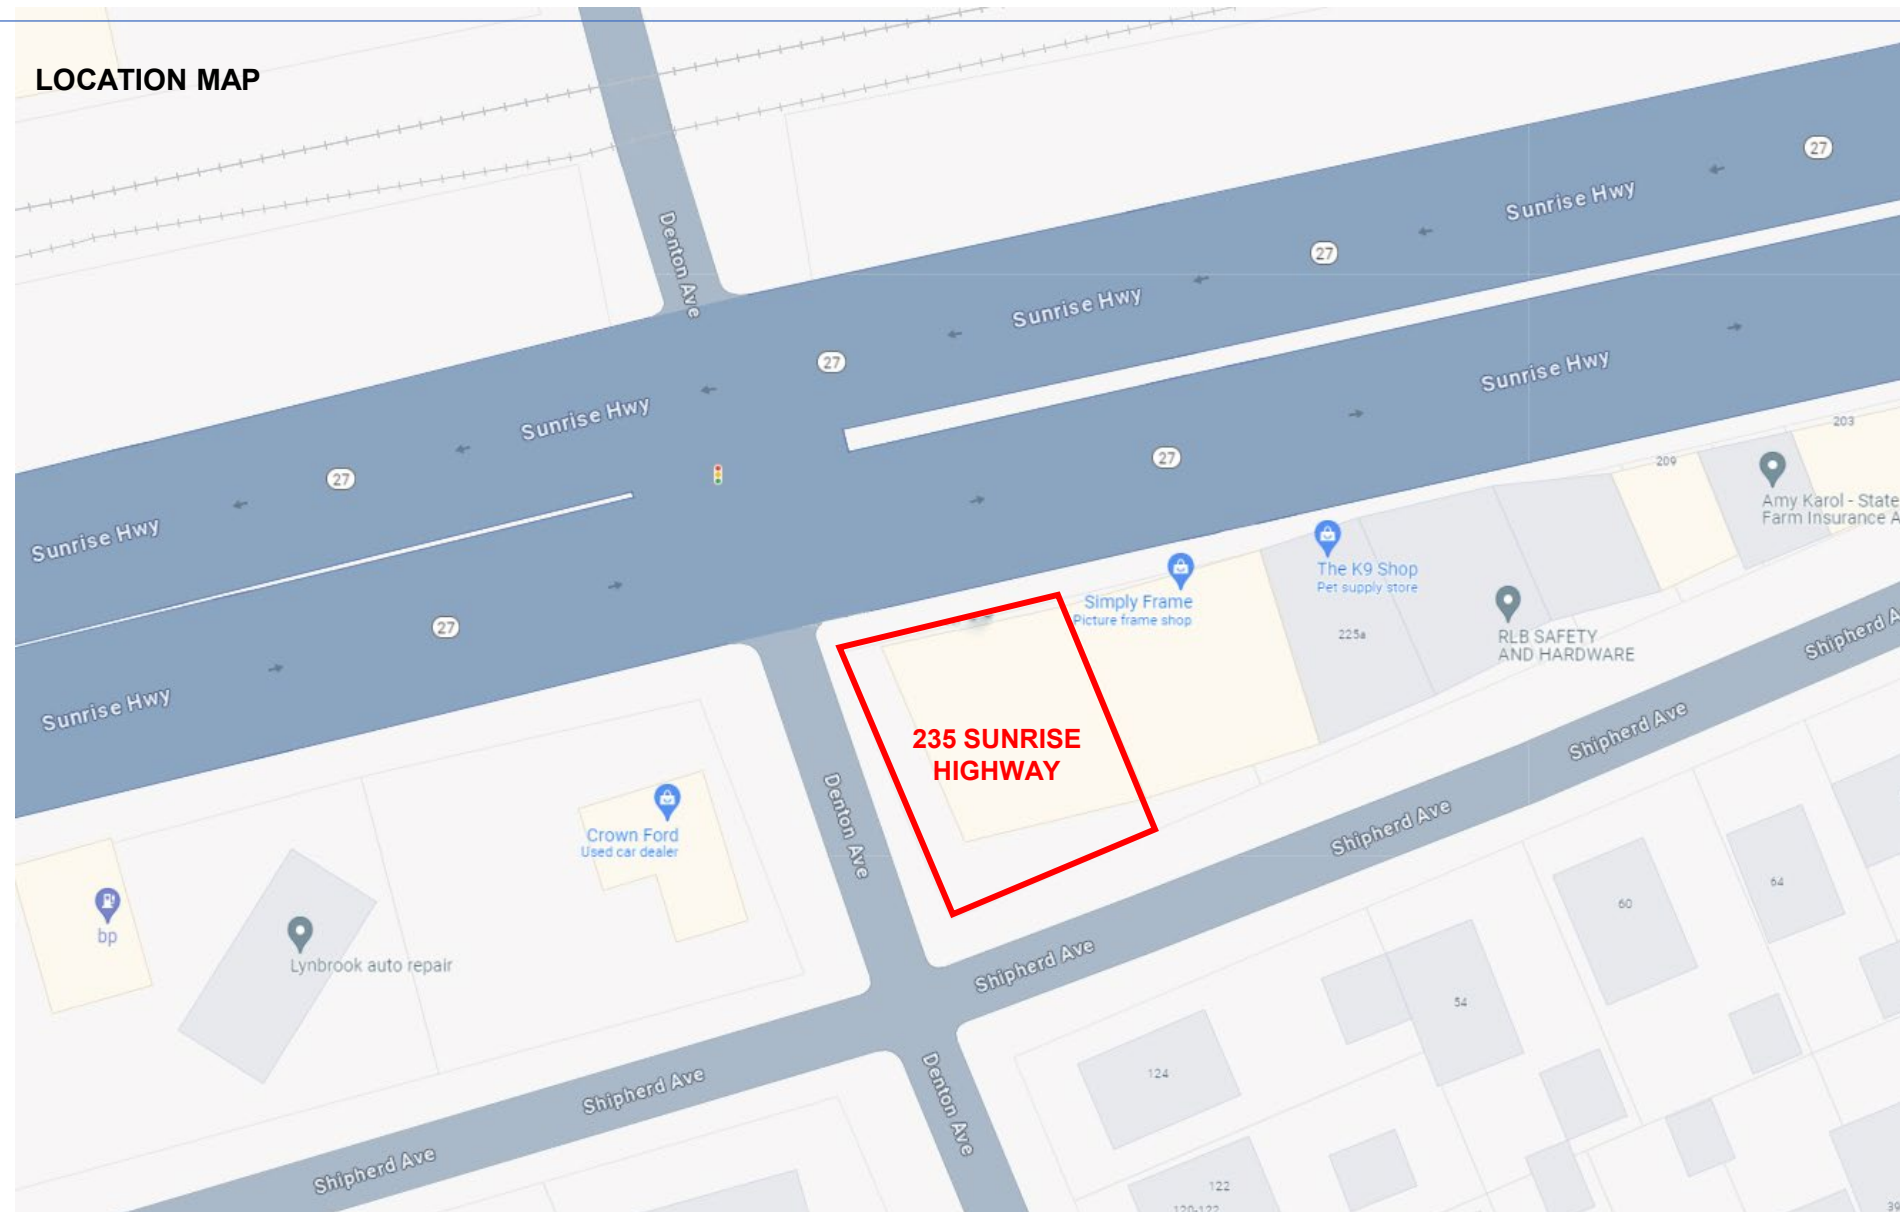 LOCATION MAP
27
Sunrise Hwy
Denton Ave
27
Sunrise Hwy
27
Sunrise Hwy
Sunrise Hwy
27
203
27
209
Amy Karol - State
Farm Insurance A
Sunrise Hwy
The K9 Shop
Pet supply store
Simply Frame
Picture frame shop
27
225a
RLB SAFETY
AND HARDWARE
Shipherd A
Sunrise Hwy
235 SUNRISE
HIGHWAY
Shipherd Ave
Denton Ave
Crown Ford
Used car dealer
Shipherd Ave
bp
Lynbrook auto repair
Shipherd Ave
64
60
54
Shipherd Ave
Denton Ave
124
Shipherd Ave
122
120-122
39